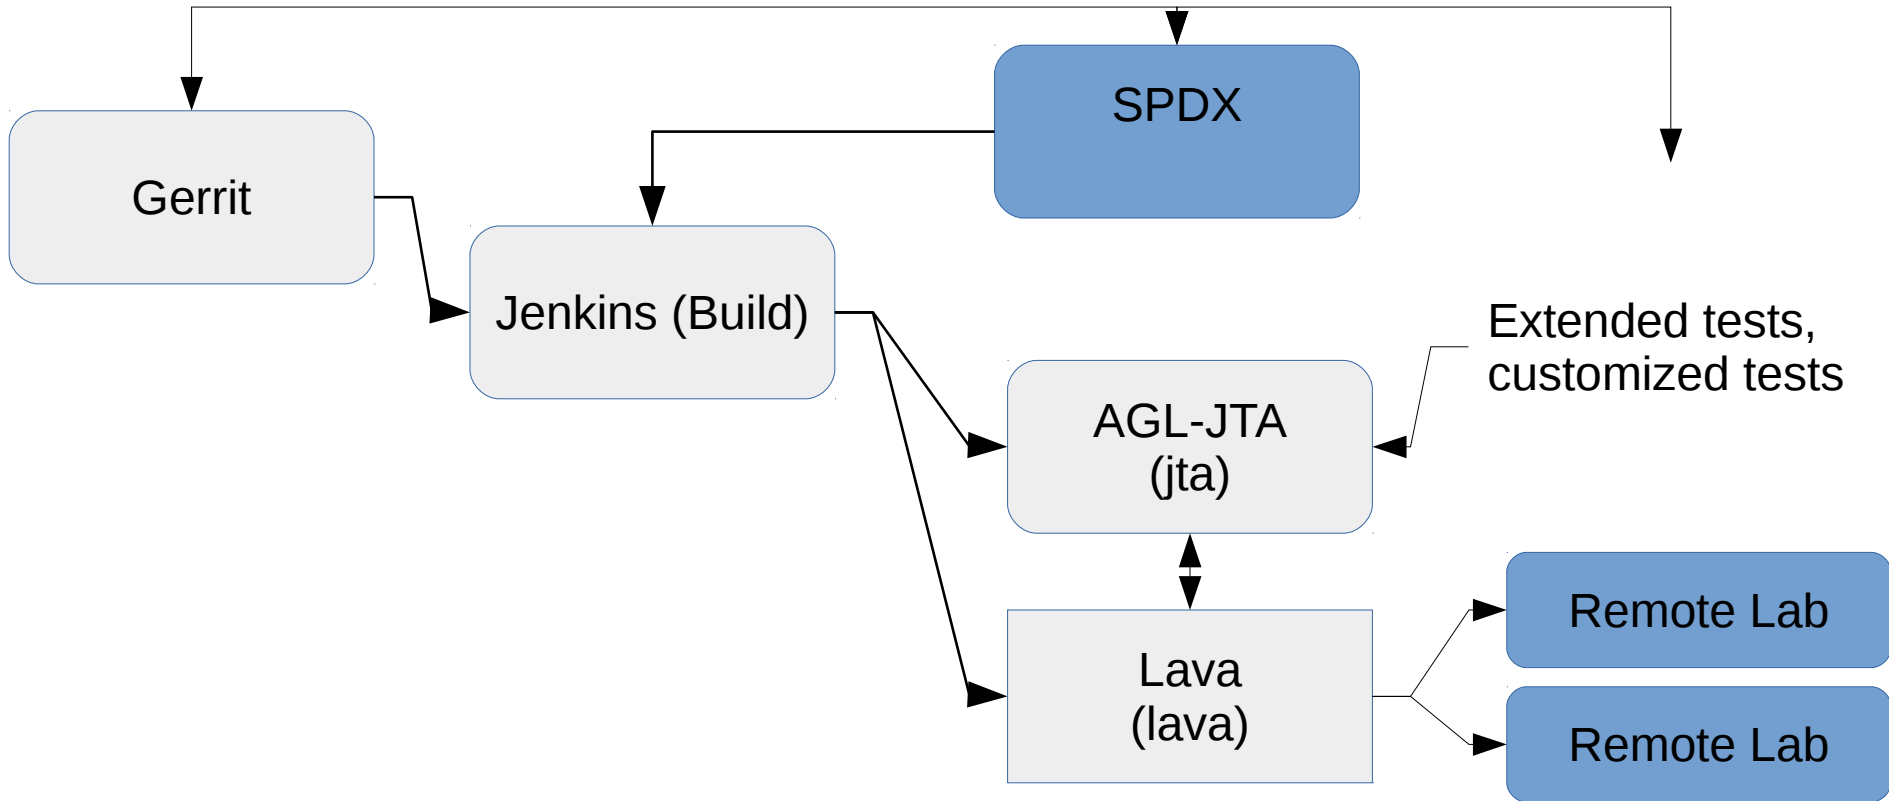 SPDX
Gerrit
Jenkins (Build)
Extended tests,
customized tests
AGL-JTA
(jta)
Remote Lab
Lava
(lava)
Remote Lab